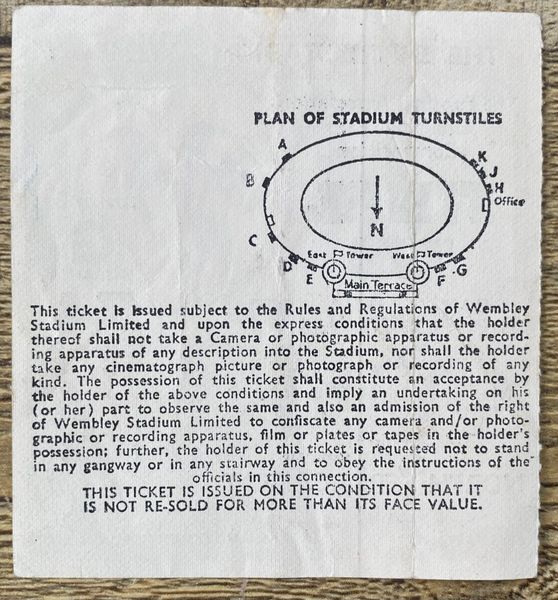 PLAN OF STADIUM TURNSTILES
A
K
J
B
H
Office
N
C
East Tower
West Tower
D
G
E
F
Main Terrace
This ticket is issued subject to the Rules and Regulations of Wembley
Stadium Limited and upon the express conditions that the holder
thereof shall not take a Camera or photographic apparatus or record-
ing apparatus of any description into the Stadium, nor shall the holder
take any cinematograph picture or photograph or recording of any
kind. The possession of this ticket shall constitute an acceptance by
the holder of the above conditions and imply an undertaking on his
(or her) part to observe the same and also an admission of the right
of Wembley Stadium Limited to confiscate any camera and/or photo-
graphic or recording apparatus, film or plates or tapes in the holder's
possession; further, the holder of this ticket is requested not to stand
in any gangway or in any stairway and to obey the instructions of the
officials in this connection.
THIS TICKET IS ISSUED ON THE CONDITION THAT IT
IS NOT RE-SOLD FOR MORE THAN ITS FACE VALUE.